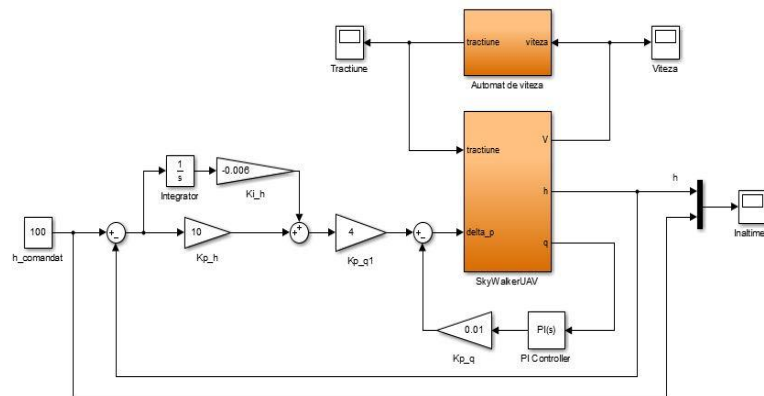 tractiune
viteza
Tractiune
Automat de viteza
Viteza
tractiune
V
1
s
-0.006
h
h
Integrator
Ki_h
100
10
4
delta_p
h_comandat
Kp_h
Kp_q1
q
Inaltime
SkyWalkerUAV
0.01
PI(s)
Kp_q
PI Controller